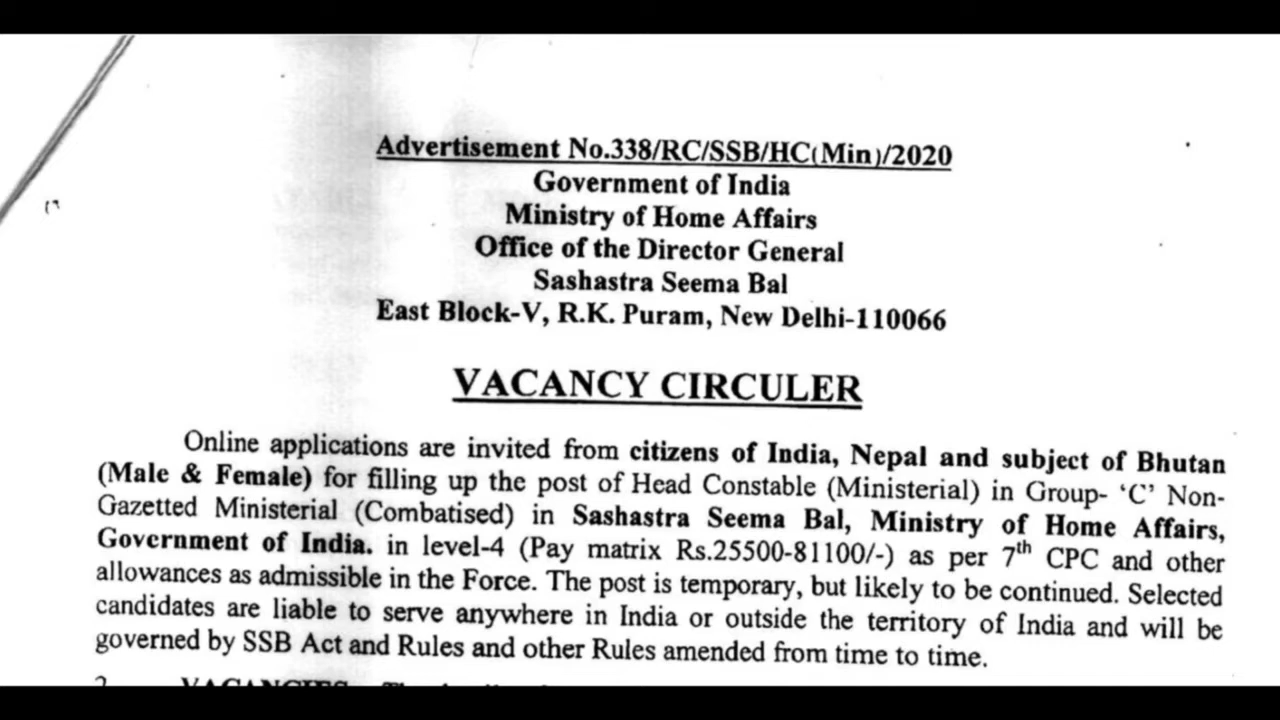 Advertisement No.338/RC/SSB/HC(Min)/2020
Government of India
Ministry of Home Affairs
Office of the Director General
Sashastra Seema Bal
East Block-V, R.K. Puram, New Delhi-110066
VACANCY CIRCULER
Online applications are invited from citizens of India, Nepal and subject of Bhutan
(Male & Female) for filling up the post of Head Constable (Ministerial) in Group- ‘C’ Non-
Gazetted Ministerial (Combatised) in Sashastra Seema Bal, Ministry of Home Affairs,
Government of India. in level-4 (Pay matrix Rs.25500-81100/-) as per 7th CPC and other
allowances as admissible in the Force. The post is temporary, but likely to be continued. Selected
candidates are liable to serve anywhere in India or outside the territory of India and will be
governed by SSB Act and Rules and other Rules amended from time to time.
2. VACANCIES